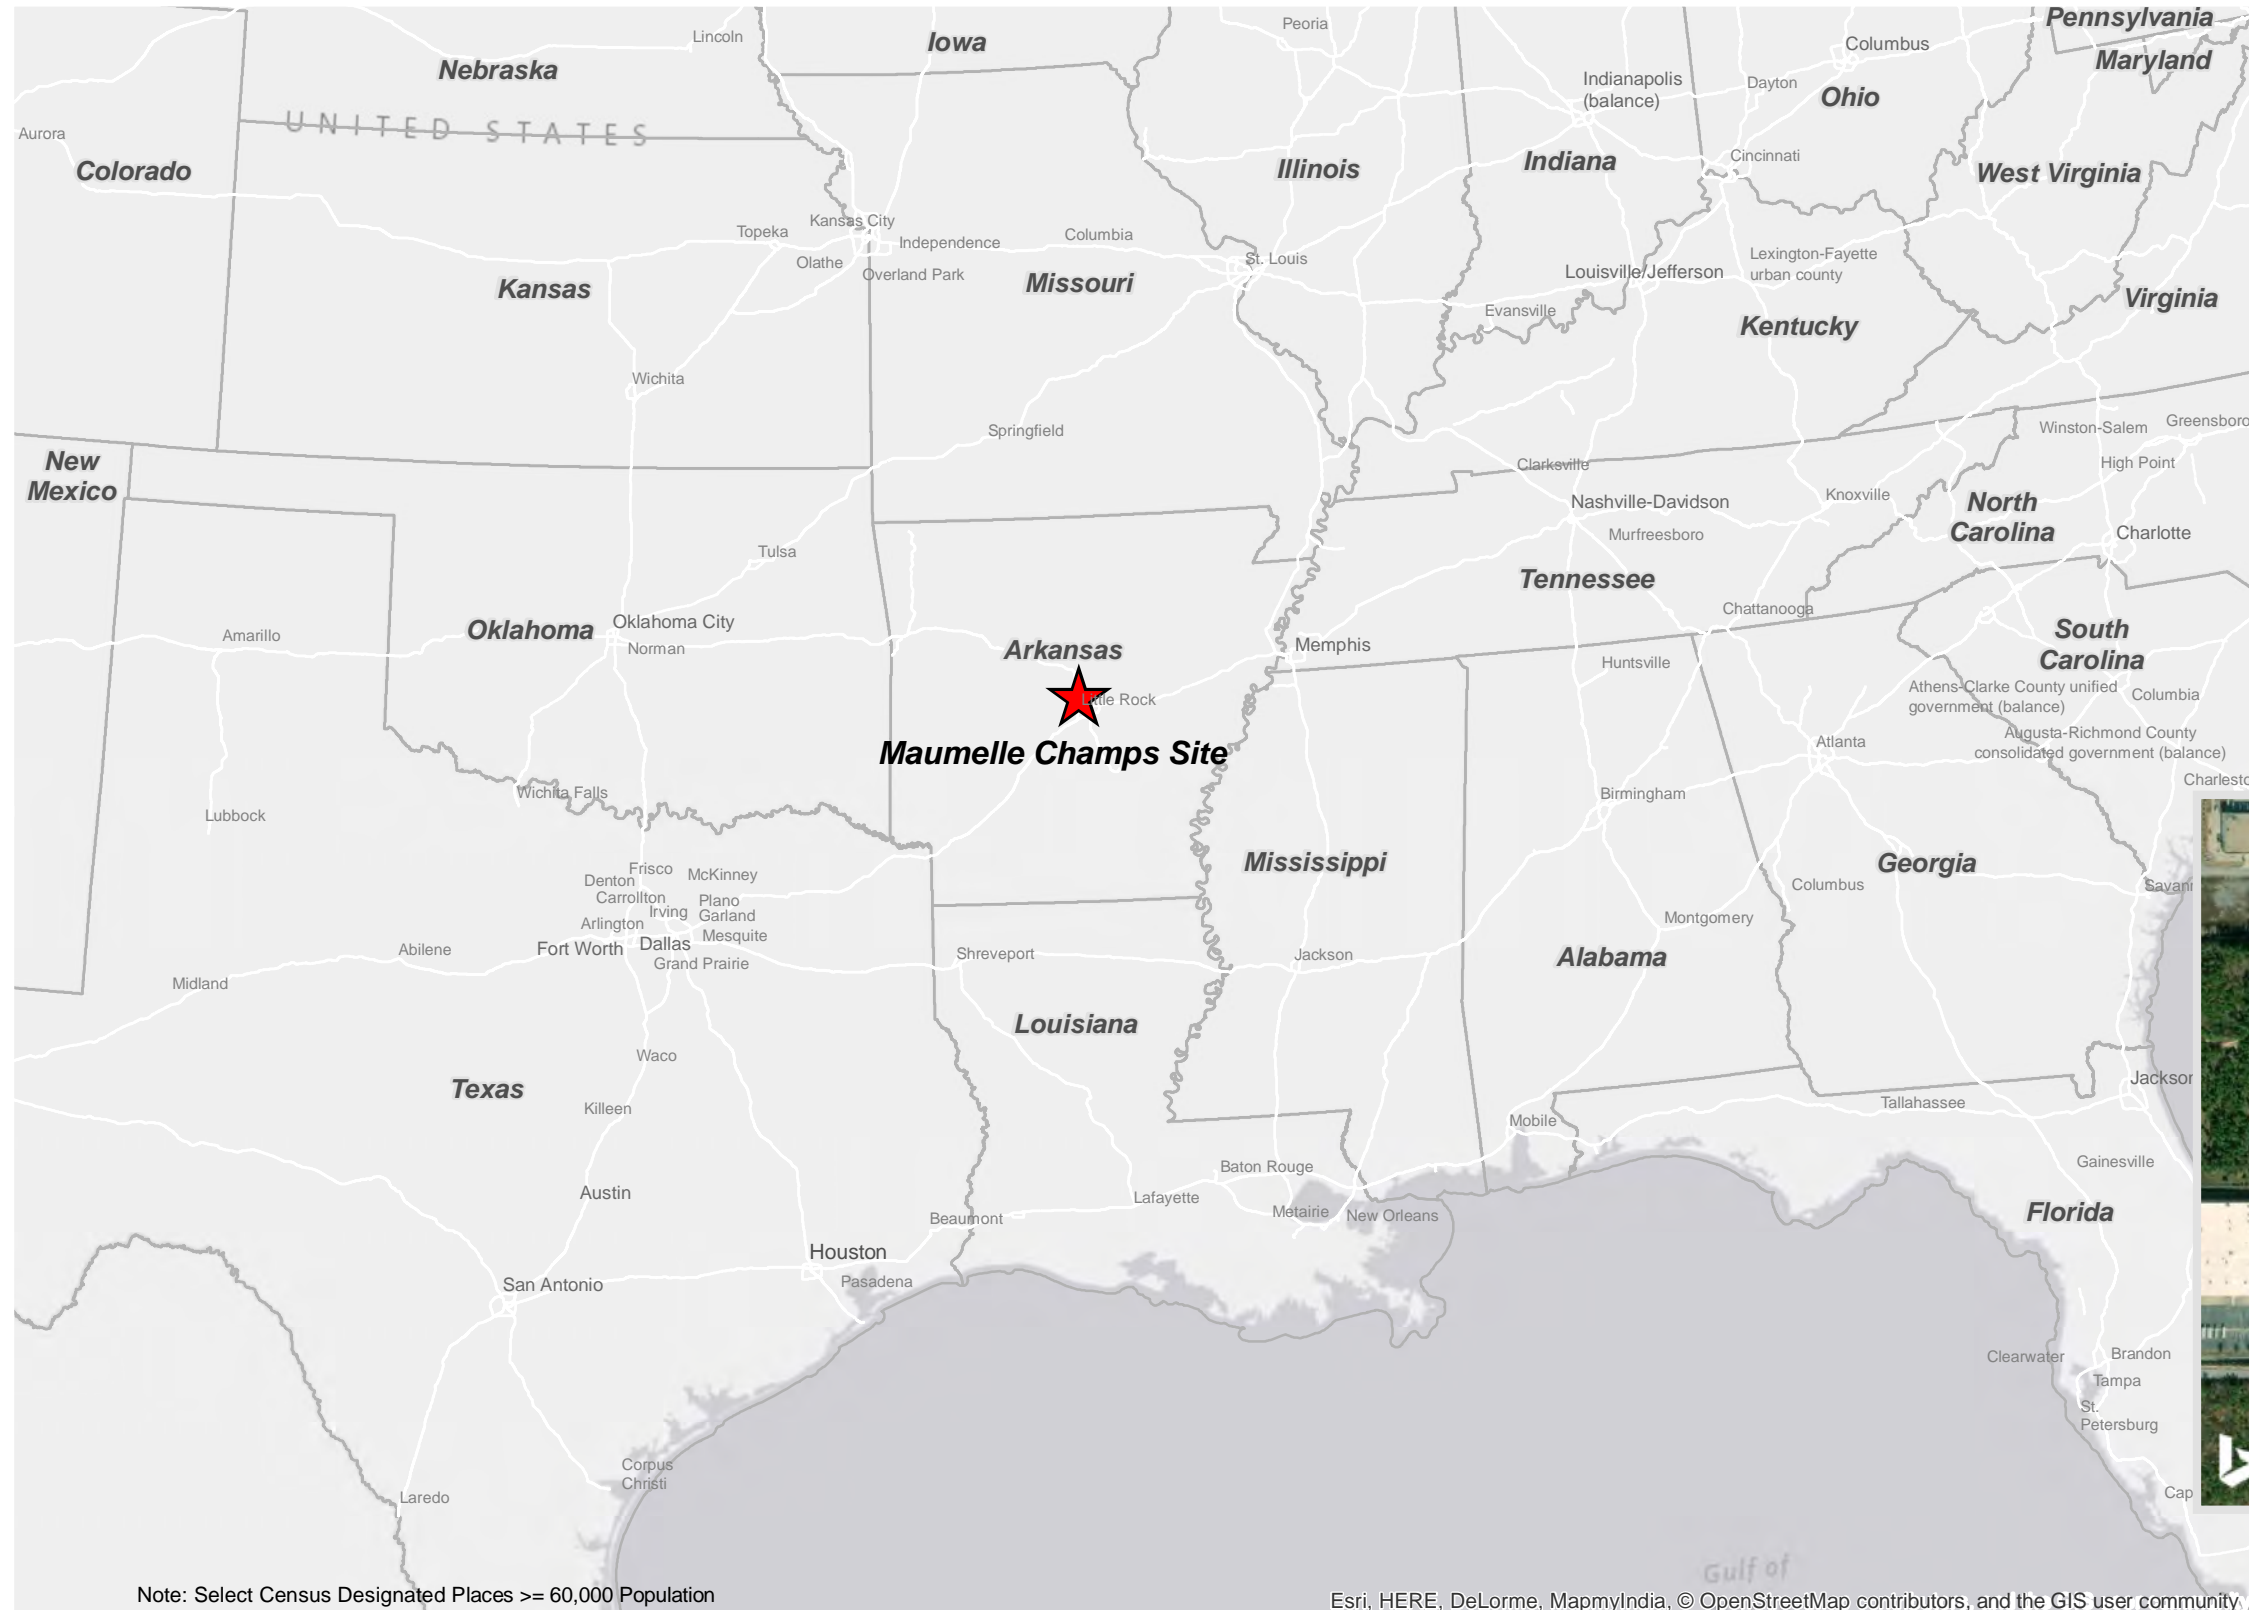 Pennsylvania
Peoria
Lincoln
Iowa
Columbus
Maryland
Nebraska
Indianapolis
(balance)
Dayton
Ohio
UNITED STATES
Aurora
Colorado
Illinois
Indiana
Cincinnati
West Virginia
Kansas City
Topeka
Independence
Columbia
Olathe
Overland Park
St. Louis
Lexington-Fayette
urban county
Louisville/Jefferson
Kansas
Missouri
Virginia
Evansville
Kentucky
Wichita
Springfield
Winston-Salem
Greensboro
High Point
New
Mexico
Clarksville
Nashville-Davidson
Knoxville
North
Carolina
Murfreesboro
Charlotte
Tulsa
Tennessee
Chattanooga
Oklahoma
Oklahoma City
Amarillo
Norman
Arkansas
Memphis
South
Carolina
Huntsville
Little Rock
Athens-Clarke County unified
government (balance)
Columbia
Augusta-Richmond County
consolidated government (balance)
Atlanta
Maumelle Champs Site
Charlesto
Wichita Falls
Birmingham
Lubbock
Frisco
McKinney
Denton
Carrollton
Plano
Irving
Garland
Arlington
Mesquite
Fort Worth
Dallas
Grand Prairie
Mississippi
Georgia
Columbus
Savann
Montgomery
Abilene
Midland
Shreveport
Jackson
Alabama
Louisiana
Waco
Texas
Killeen
Jackson
Tallahassee
Mobile
Gainesville
Baton Rouge
Austin
Lafayette
Beaumont
Metairie
New Orleans
Florida
Houston
San Antonio
Pasadena
Clearwater
Brandon
Tampa
St.
Petersburg
Corpus
Christi
Laredo
Cap
Gulf of
Note: Select Census Designated Places >= 60,000 Population
Esri, HERE, DeLorme, MapmyIndia, © OpenStreetMap contributors, and the GIS user community